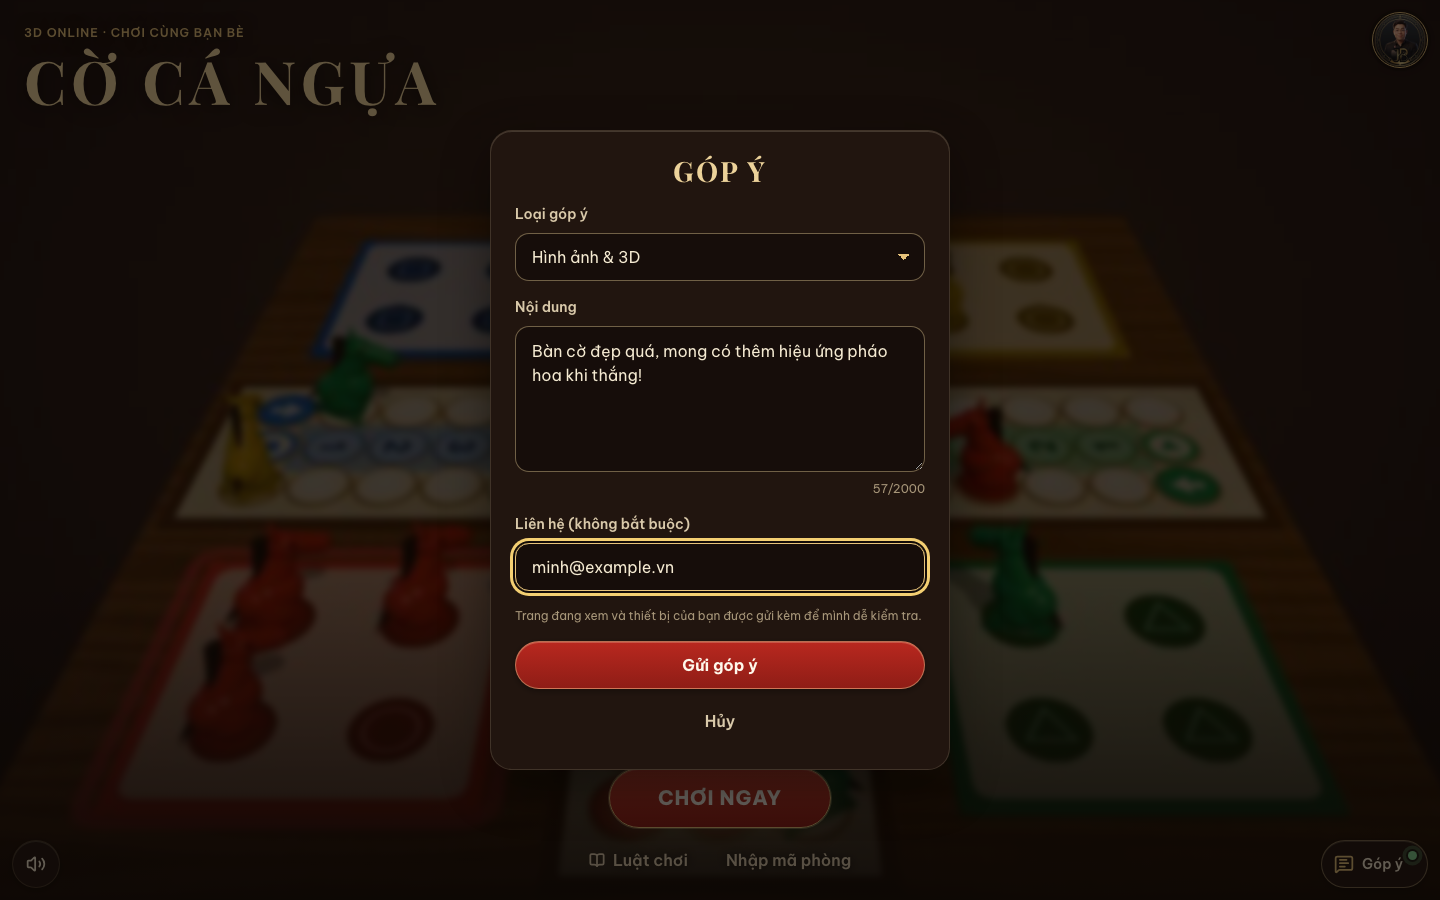 3D ONLINE · CHƠI CÙNG BẠN BÈ
CỜ CÁ NGỰA
GÓP Ý
Loại góp ý
Hình ảnh & 3D
Nội dung
Bàn cờ đẹp quá, mong có thêm hiệu ứng pháo
hoa khi thắng!
57/2000
Liên hệ (không bắt buộc)
minh@example.vn
Trang đang xem và thiết bị của bạn được gửi kèm để mình dễ kiểm tra.
Gửi góp ý
Hủy
CHƠI NGAY
Luật chơi
Nhập mã phòng
Góp ý